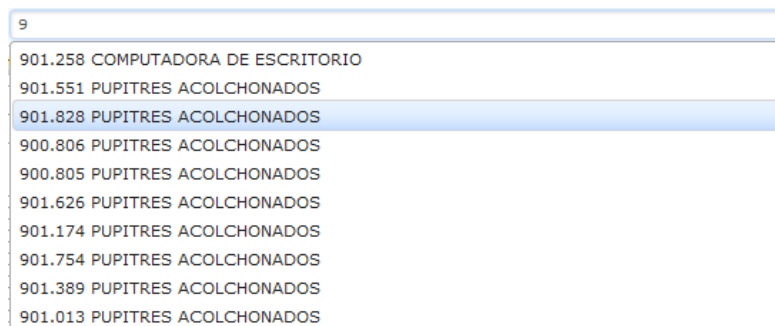 9
901.258 COMPUTADORA DE ESCRITORIO
901.551 PUPITRES ACOLCHONADOS
901.828 PUPITRES ACOLCHONADOS
900.806 PUPITRES ACOLCHONADOS
900.805 PUPITRES ACOLCHONADOS
901.626 PUPITRES ACOLCHONADOS
901.174 PUPITRES ACOLCHONADOS
901.754 PUPITRES ACOLCHONADOS
901.389 PUPITRES ACOLCHONADOS
901.013 PUPITRES ACOLCHONADOS